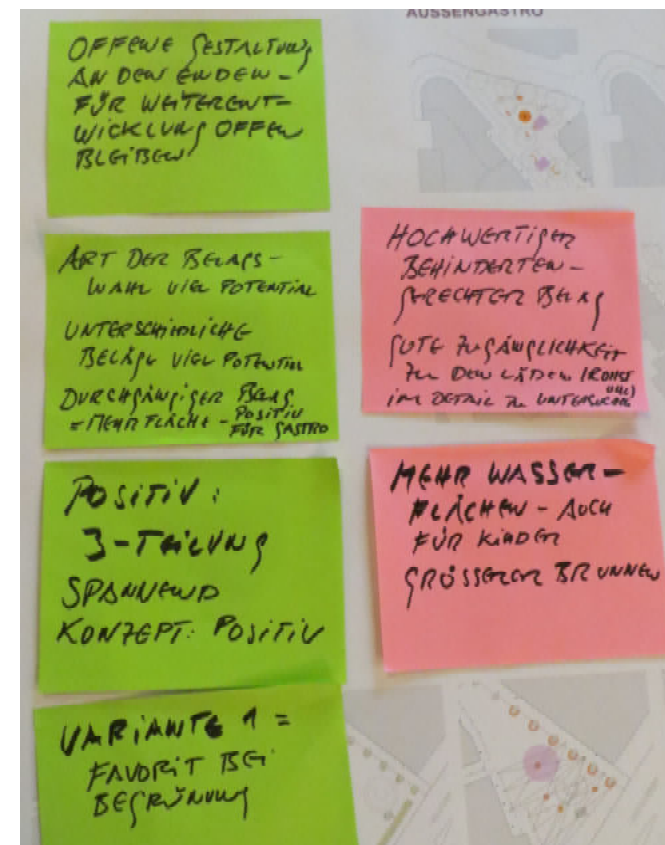 AUSSENGASTRO
OFFENE GESTALTUNG
AN DEN ENDEN –
FÜR WEITERENT-
WICKLUNG OFFEN
BLEIBEN
ART DER BELAGS-
WAHL VIEL POTENTIAL
UNTERSCHIEDLICHE
BELÄGE VIEL POTENTIAL
DURCHGÄNGIGER BELAG
= MEHR FLÄCHE – POSITIV
FÜR GASTRO
POSITIV:
3-TEILUNG
SPANNEND
KONZEPT: POSITIV
VARIANTE 1 =
FAVORIT BEI
BEGRÜNUNG
HOCHWERTIGER
BEHINDERTEN-
GERECHTER BELAG
GUTE ZUGÄNGLICHKEIT
ZU DEN LÄDEN
IM DETAIL ZU UNTERSUCHEN
MEHR WASSER-
FLÄCHEN – AUCH
FÜR KINDER
GRÖSSERER BRUNNEN